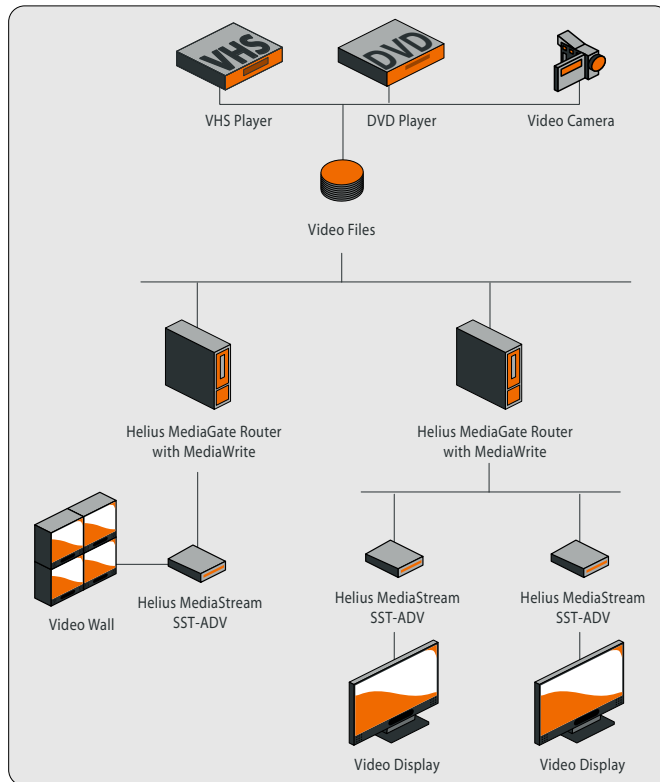 VHS
DVD
VHS Player
DVD Player
Video Camera
Video Files
Helius MediaGate Router
with MediaWrite
Helius MediaGate Router
with MediaWrite
Video Wall
Helius MediaStream
SST-ADV
Helius MediaStream
SST-ADV
Helius MediaStream
SST-ADV
Video Display
Video Display